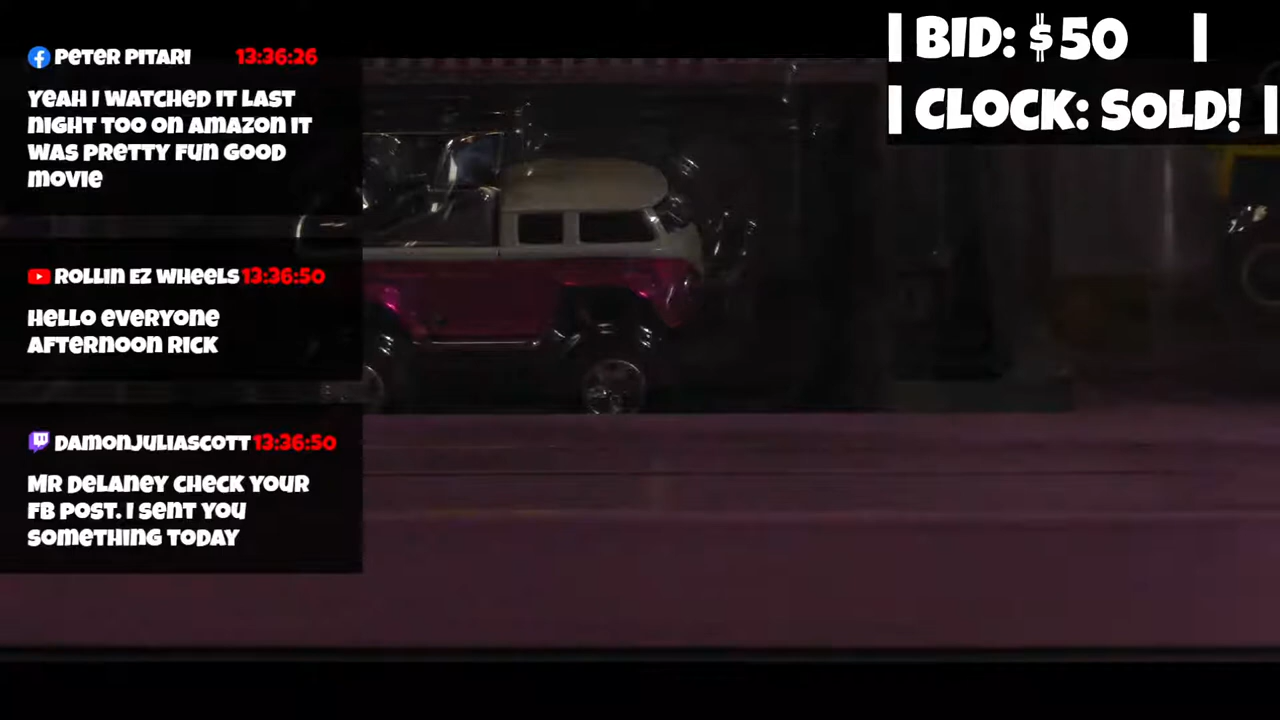 Peter Pitari 13:36:26
Yeah I watched it last
night too on Amazon it
was pretty fun good
movie
Rollin Ez Wheels 13:36:50
Hello everyone
afternoon Rick
damonjuliascott 13:36:50
Mr Delaney check your
FB post. I sent you
something today
| BID: $50 |
| CLOCK: SOLD! |